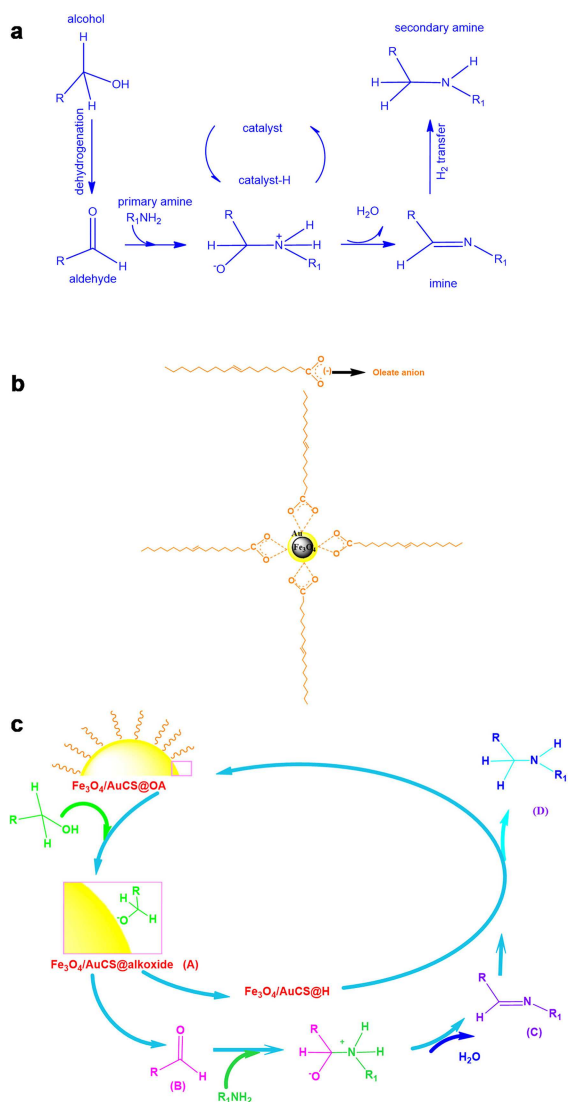 a
alcohol
H
R
OH
H
dehydrogenation
O
R
H
aldehyde
primary amine
R₁NH₂
catalyst
catalyst-H
R
H
N
+
H
H
⁻O
R₁
H₂O
R
H
N
R₁
imine
H₂ transfer
secondary amine
R
H
H
N
H
R₁
b
C
O
O
(-)
Oleate anion
C
O
O
Au
Fe₃O₄
C
O
O
C
O
O
C
O
O
c
Fe₃O₄/AuCS@OA
H
R
OH
H
R
H
⁻O
H
Fe₃O₄/AuCS@alkoxide (A)
Fe₃O₄/AuCS@H
O
R
H
(B)
R₁NH₂
R
H
C
N
+
H
H
⁻O
R₁
H₂O
R
H
N
R₁
(C)
R
H
H
N
H
R₁
(D)